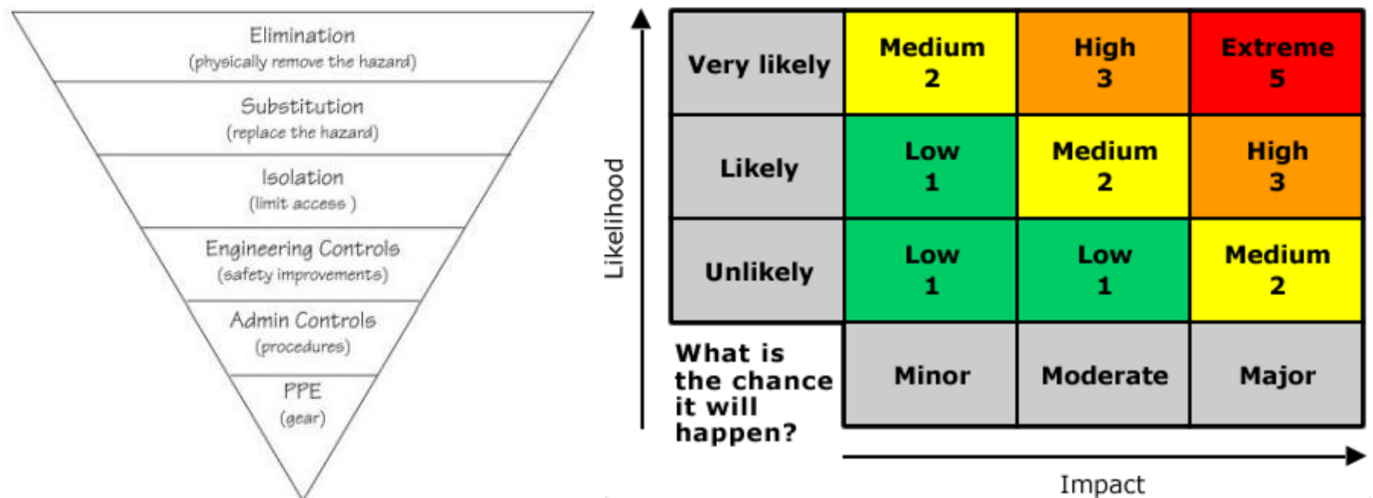 Elimination
(physically remove the hazard)
Substitution
(replace the hazard)
Isolation
(limit access )
Engineering Controls
(safety improvements)
Admin Controls
(procedures)
PPE
(gear)
Likelihood
Very likely
Medium
2
High
3
Extreme
5
Likely
Low
1
Medium
2
High
3
Unlikely
Low
1
Low
1
Medium
2
What is
the chance
it will
happen?
Minor
Moderate
Major
Impact